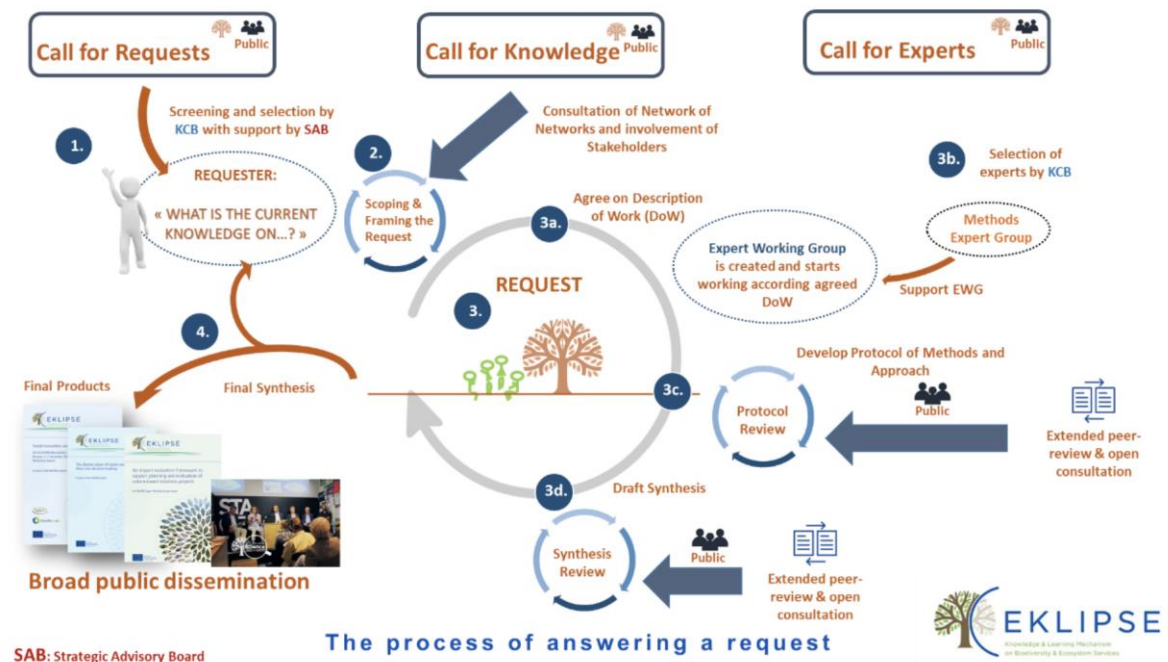 Call for Requests
Public
Call for Knowledge
Public
Call for Experts
Public
Screening and selection by
KCB with support by SAB
Consultation of Network of
Networks and involvement of
Stakeholders
1.
2.
3b.
Selection of
experts by KCB
REQUESTER:
« WHAT IS THE CURRENT
KNOWLEDGE ON...? »
Scoping &
Framing the
Request
3a.
Agree on Description
of Work (DoW)
Methods
Expert Group
Expert Working Group
is created and starts
working according agreed
DoW
Support EWG
REQUEST
3.
4.
Final Products
Final Synthesis
3c.
Develop Protocol of Methods and
Approach
Public
Protocol
Review
Extended peer-
review & open
consultation
EKLIPSE
EKLIPSE
EKLIPSE
3d.
Draft Synthesis
Synthesis
Review
Public
Extended peer-
review & open
consultation
STA
Broad public dissemination
The process of answering a request
EKLIPSE
Knowledge & Learning Mechanism
on Biodiversity & Ecosystem Services
SAB: Strategic Advisory Board